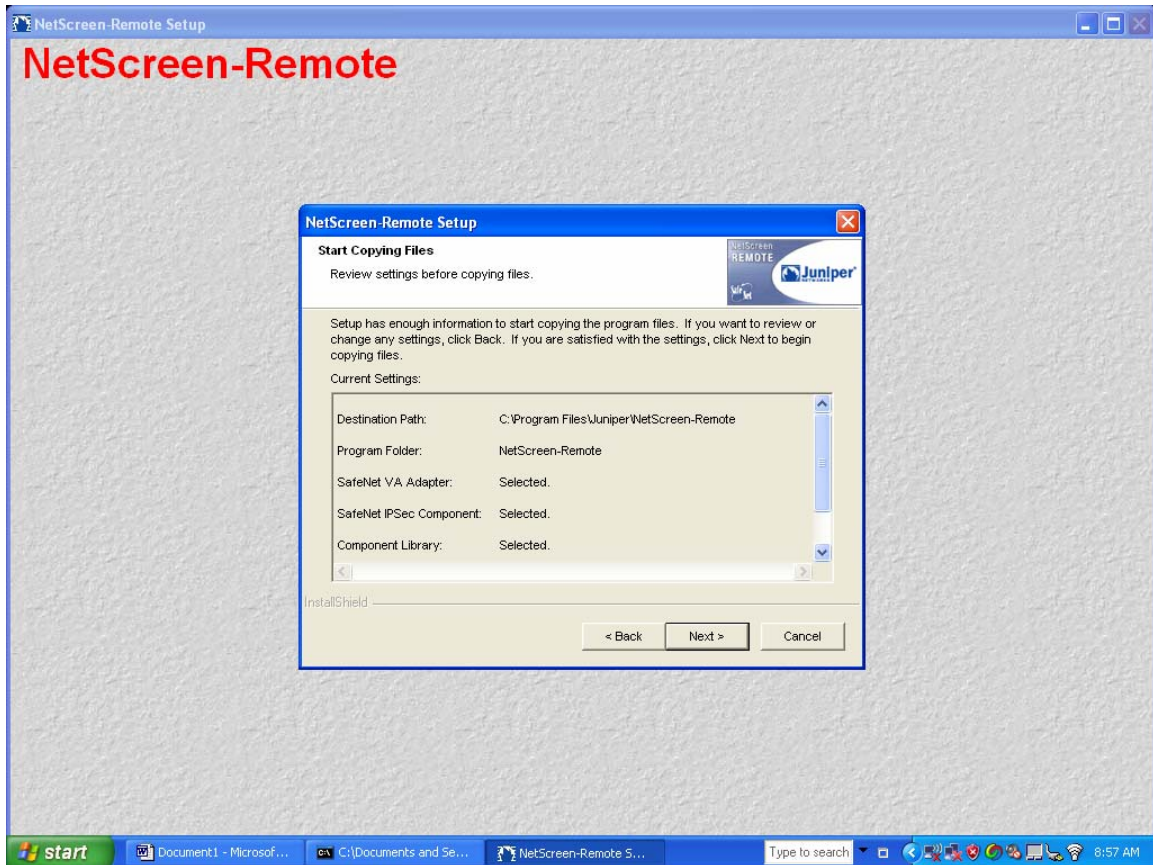 NetScreen-Remote Setup
NetScreen-Remote
NetScreen-Remote Setup
Start Copying Files
Review settings before copying files.
NetScreen
REMOTE
Juniper
NETWORKS
Setup has enough information to start copying the program files. If you want to review or
change any settings, click Back. If you are satisfied with the settings, click Next to begin
copying files.
Current Settings:
Destination Path: C:\Program Files\Juniper\NetScreen-Remote
Program Folder: NetScreen-Remote
SafeNet VA Adapter: Selected.
SafeNet IPSec Component: Selected.
Component Library: Selected.
InstallShield
< Back Next > Cancel
start Document1 - Microsof... C:\Documents and Se... NetScreen-Remote S... Type to search 8:57 AM